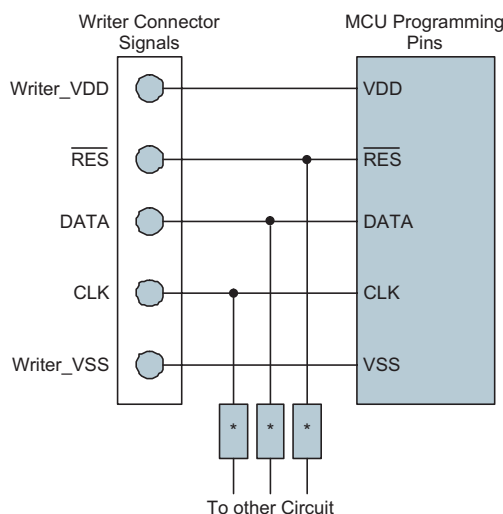 Writer Connector
Signals
MCU Programming
Pins
Writer_VDD
VDD
RES
RES
DATA
DATA
CLK
CLK
Writer_VSS
VSS
* * *
To other Circuit